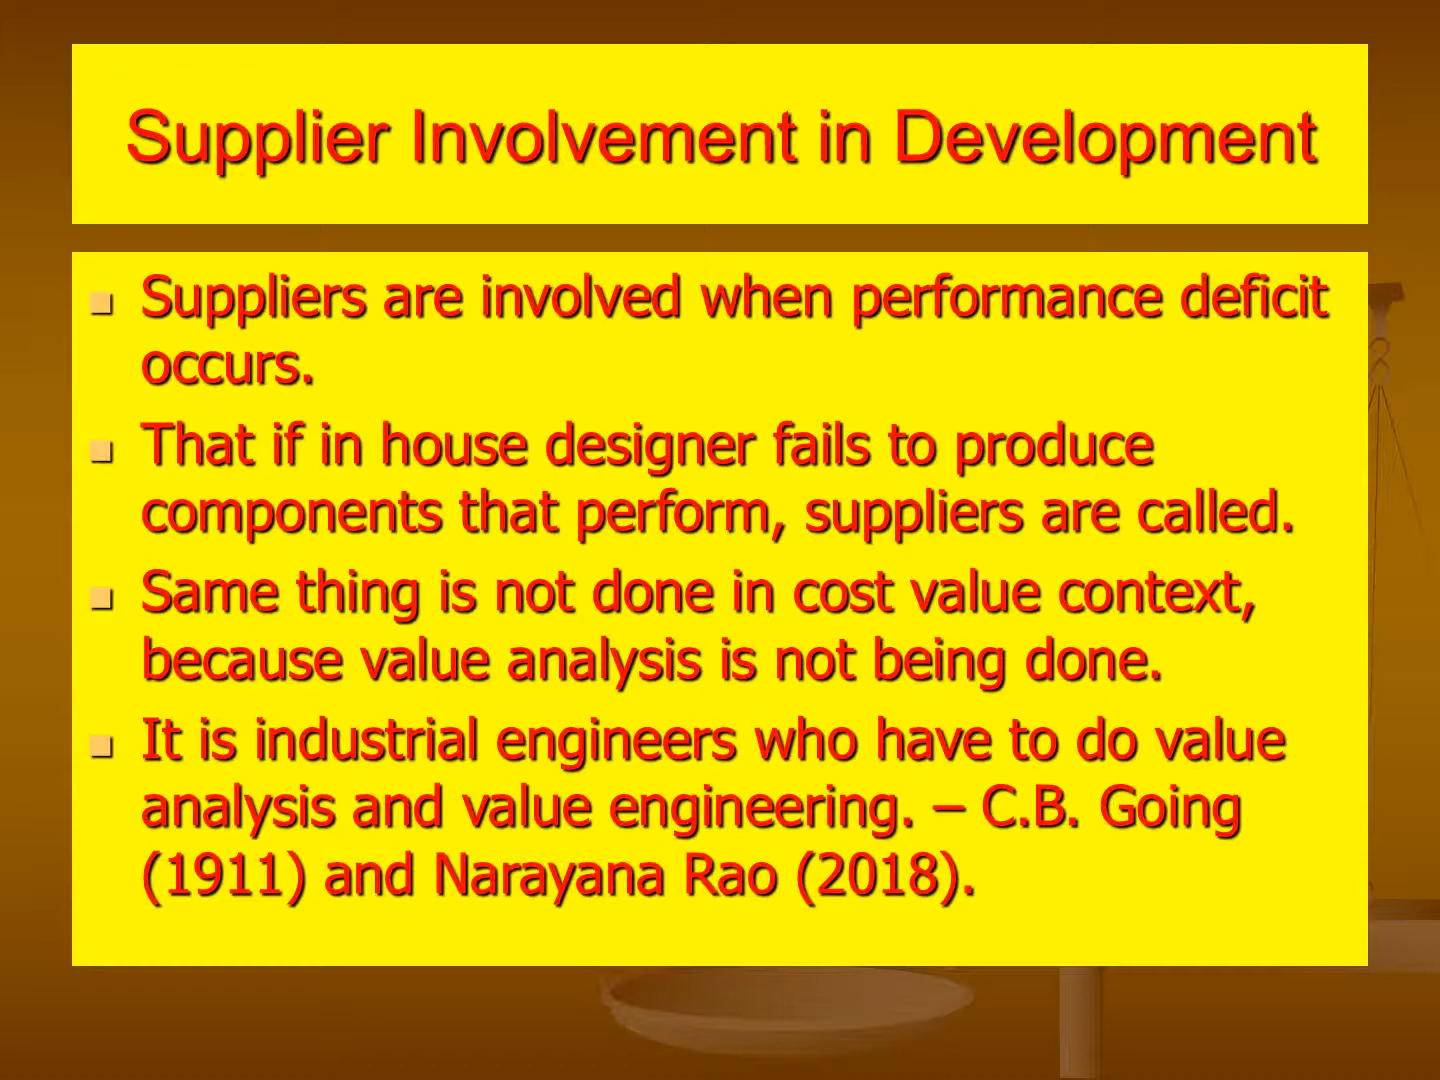 Supplier Involvement in Development
Suppliers are involved when performance deficit
occurs.
That if in house designer fails to produce
components that perform, suppliers are called.
Same thing is not done in cost value context,
because value analysis is not being done.
It is industrial engineers who have to do value
analysis and value engineering. – C.B. Going
(1911) and Narayana Rao (2018).